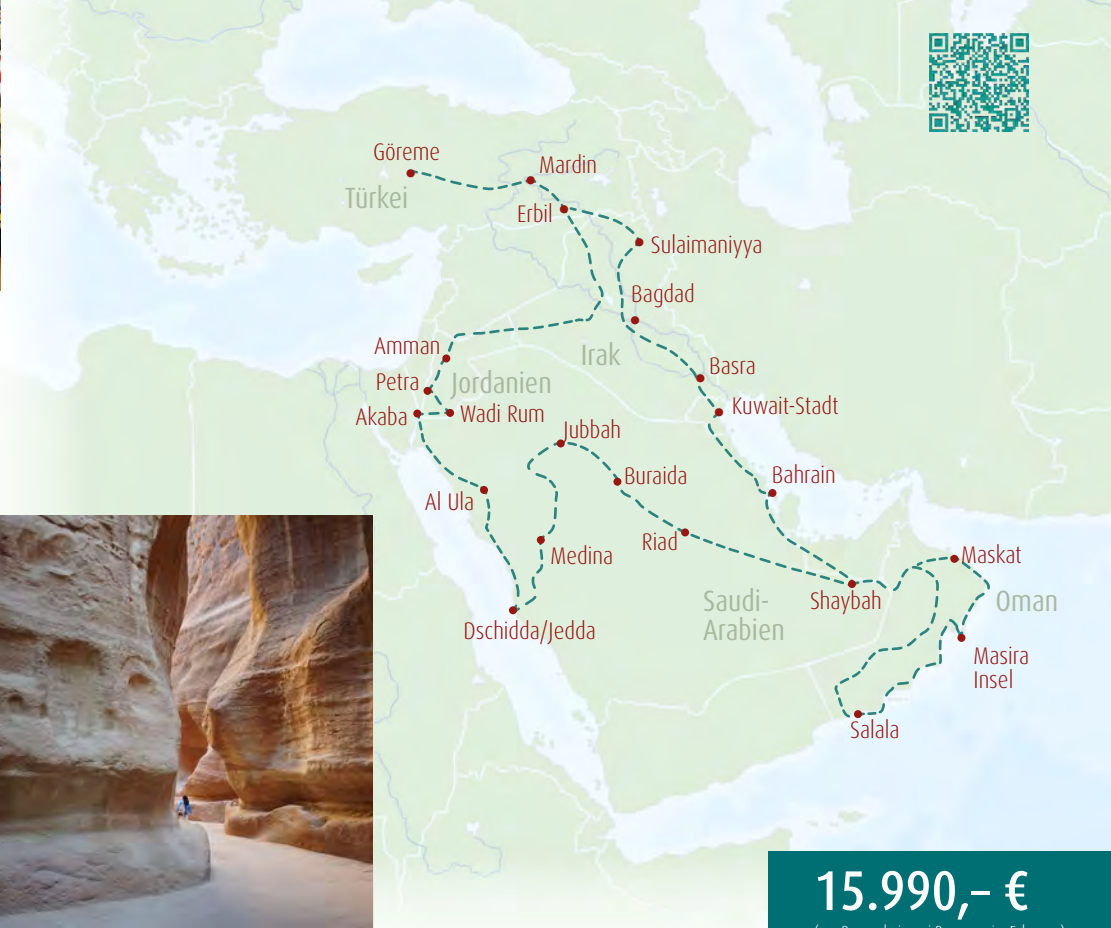 Göreme
Mardin
Türkei
Erbil
Sulaimaniyya
Bagdad
Amman
Irak
Basra
Petra
Jordanien
Akaba
Wadi Rum
Kuwait-Stadt
Jubbah
Buraida
Bahrain
Al Ula
Riad
Medina
Maskat
Saudi-
Arabien
Shaybah
Oman
Dschidda/Jedda
Masira
Insel
Salala
15.990,– €